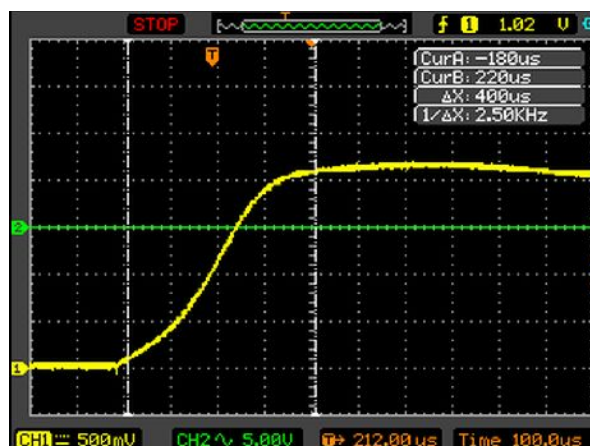 STOP T 1 1.02 V
T
CurA: -180us
CurB: 220us
ΔX: 400us
1/ΔX: 2.50KHz
2
1
CH1 500mV CH2 5.00V T→ 212.00us Time 100.0us